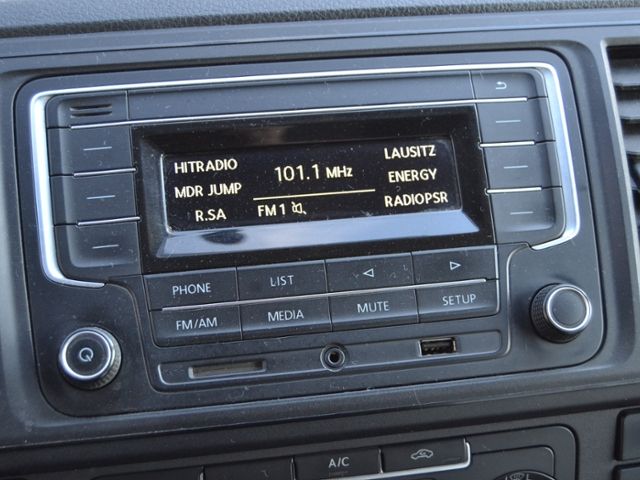 HITRADIO 101.1 MHz LAUSITZ
MDR JUMP ENERGY
R.SA FM 1 RADIOPSR
PHONE LIST
FM/AM MEDIA MUTE SETUP
A/C